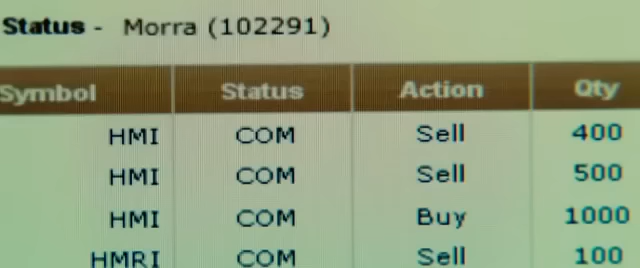 Status - Morra (102291)
Symbol Status Action Qty
HMI COM Sell 400
HMI COM Sell 500
HMI COM Buy 1000
HMRI COM Sell 100